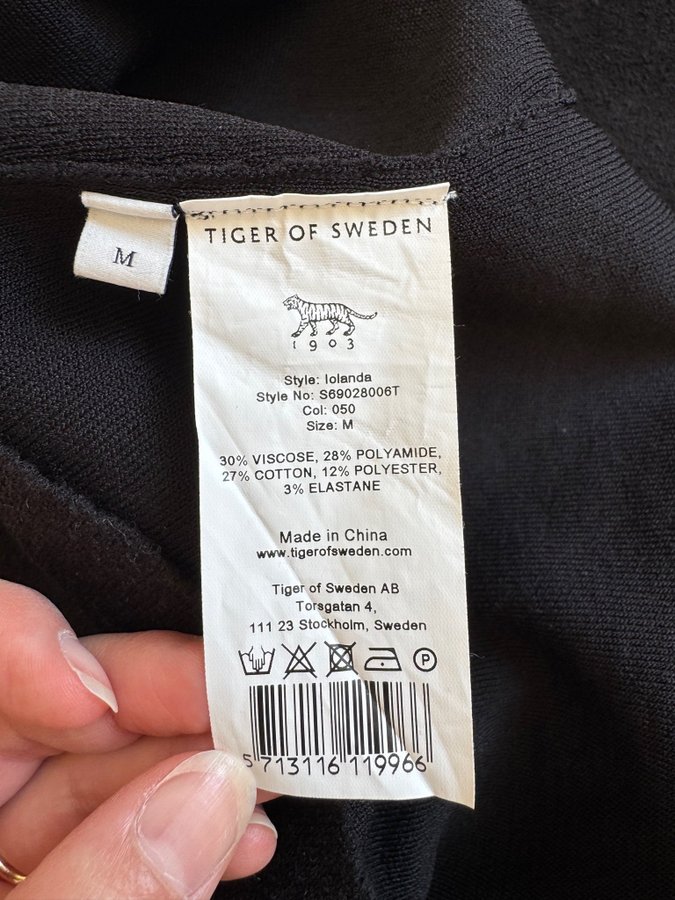 M
TIGER OF SWEDEN
1903
Style: Iolanda
Style No: S69028006T
Col: 050
Size: M
30% VISCOSE, 28% POLYAMIDE,
27% COTTON, 12% POLYESTER,
3% ELASTANE
Made in China
www.tigerofsweden.com
Tiger of Sweden AB
Torsgatan 4,
111 23 Stockholm, Sweden
P
5 713116 119966